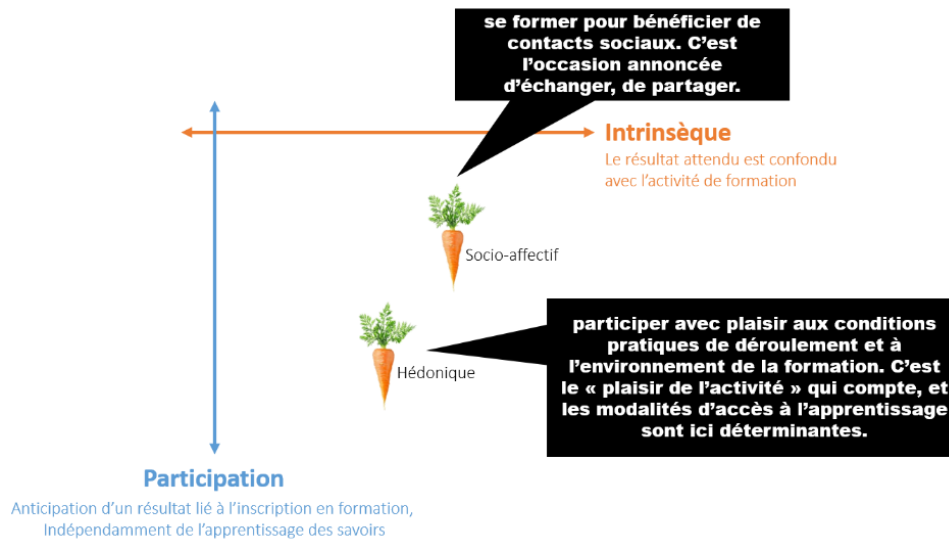 se former pour bénéficier de
contacts sociaux. C’est
l’occasion annoncée
d’échanger, de partager.
Intrinsèque
Le résultat attendu est confondu
avec l’activité de formation
Socio-affectif
participer avec plaisir aux conditions
pratiques de déroulement et à
l’environnement de la formation. C’est
le « plaisir de l’activité » qui compte, et
les modalités d’accès à l’apprentissage
sont ici déterminantes.
Hédonique
Participation
Anticipation d’un résultat lié à l’inscription en formation,
Indépendamment de l’apprentissage des savoirs